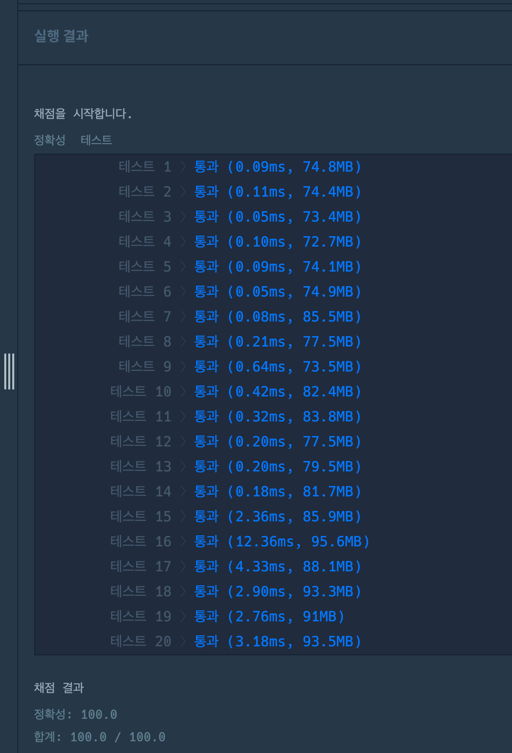 실행 결과
채점을 시작합니다.
정확성 테스트
테스트 1 > 통과 (0.09ms, 74.8MB)
테스트 2 > 통과 (0.11ms, 74.4MB)
테스트 3 > 통과 (0.05ms, 73.4MB)
테스트 4 > 통과 (0.10ms, 72.7MB)
테스트 5 > 통과 (0.09ms, 74.1MB)
테스트 6 > 통과 (0.05ms, 74.9MB)
테스트 7 > 통과 (0.08ms, 85.5MB)
테스트 8 > 통과 (0.21ms, 77.5MB)
테스트 9 > 통과 (0.64ms, 73.5MB)
테스트 10 > 통과 (0.42ms, 82.4MB)
테스트 11 > 통과 (0.32ms, 83.8MB)
테스트 12 > 통과 (0.20ms, 77.5MB)
테스트 13 > 통과 (0.20ms, 79.5MB)
테스트 14 > 통과 (0.18ms, 81.7MB)
테스트 15 > 통과 (2.36ms, 85.9MB)
테스트 16 > 통과 (12.36ms, 95.6MB)
테스트 17 > 통과 (4.33ms, 88.1MB)
테스트 18 > 통과 (2.90ms, 93.3MB)
테스트 19 > 통과 (2.76ms, 91MB)
테스트 20 > 통과 (3.18ms, 93.5MB)
채점 결과
정확성: 100.0
합계: 100.0 / 100.0